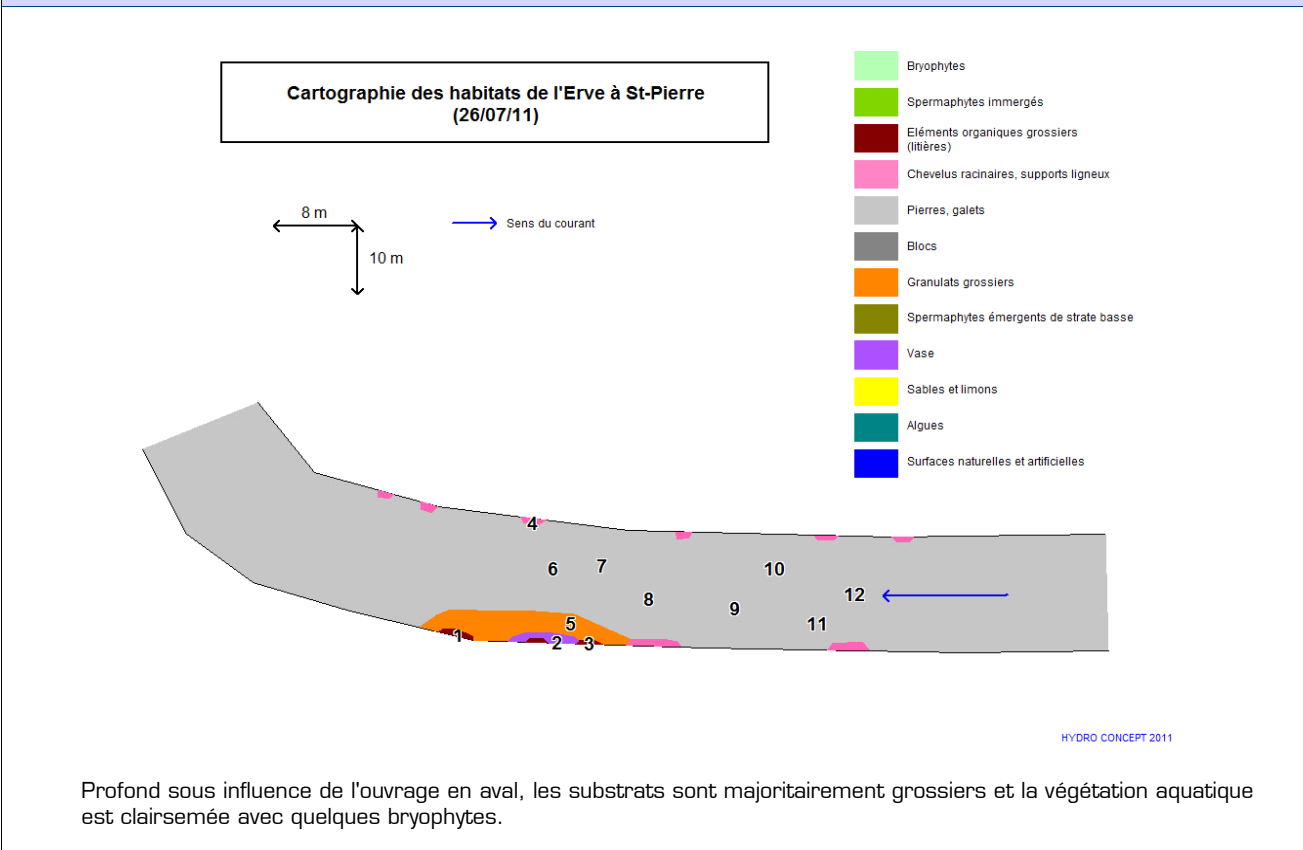 Cartographie des habitats de l'Erve à St-Pierre
(26/07/11)
8 m
10 m
Sens du courant
Bryophytes
Spermaphytes immergés
Eléments organiques grossiers
(litières)
Chevelus racinaires, supports ligneux
Pierres, galets
Blocs
Granulats grossiers
Spermaphytes émergents de strate basse
Vase
Sables et limons
Algues
Surfaces naturelles et artificielles
4
6
7
10
8
9
12
11
5
1
2
3
HYDRO CONCEPT 2011
Profond sous influence de l'ouvrage en aval, les substrats sont majoritairement grossiers et la végétation aquatique
est clairsemée avec quelques bryophytes.